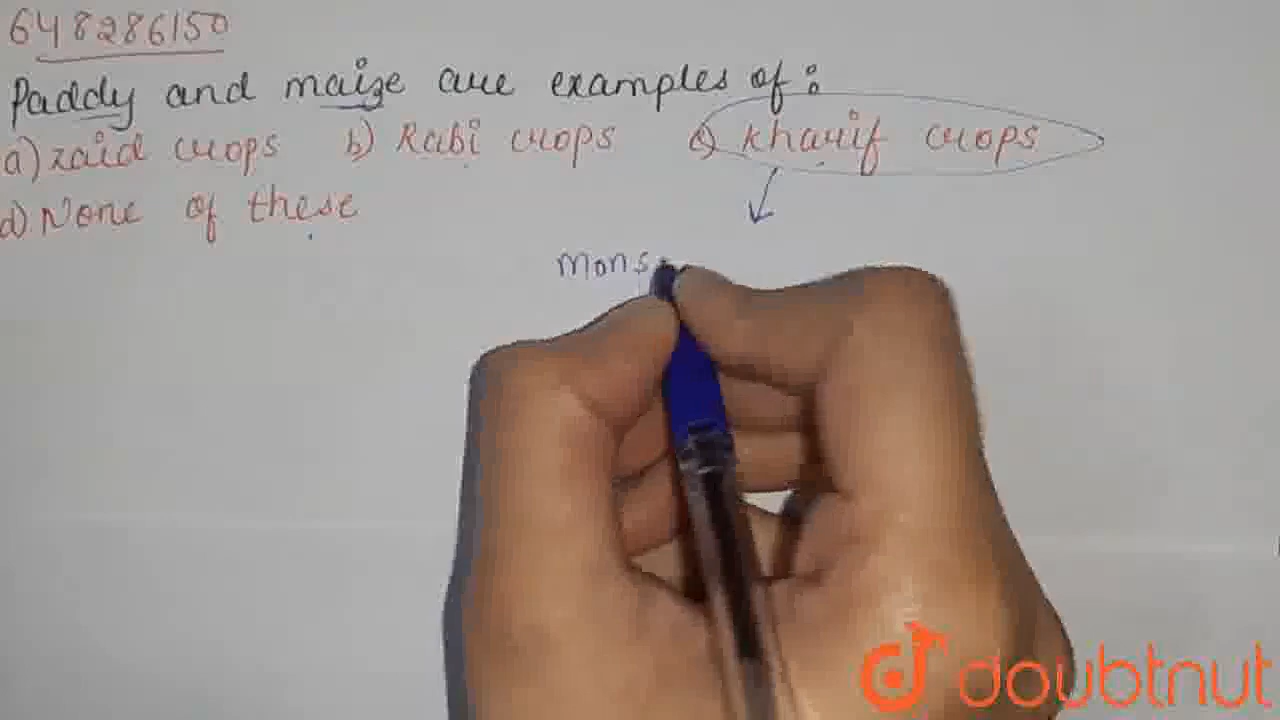 648286150
Paddy and maize are examples of :
a) zaid crops b) Rabi crops c) kharif crops
d) None of these
mons
doubtnut